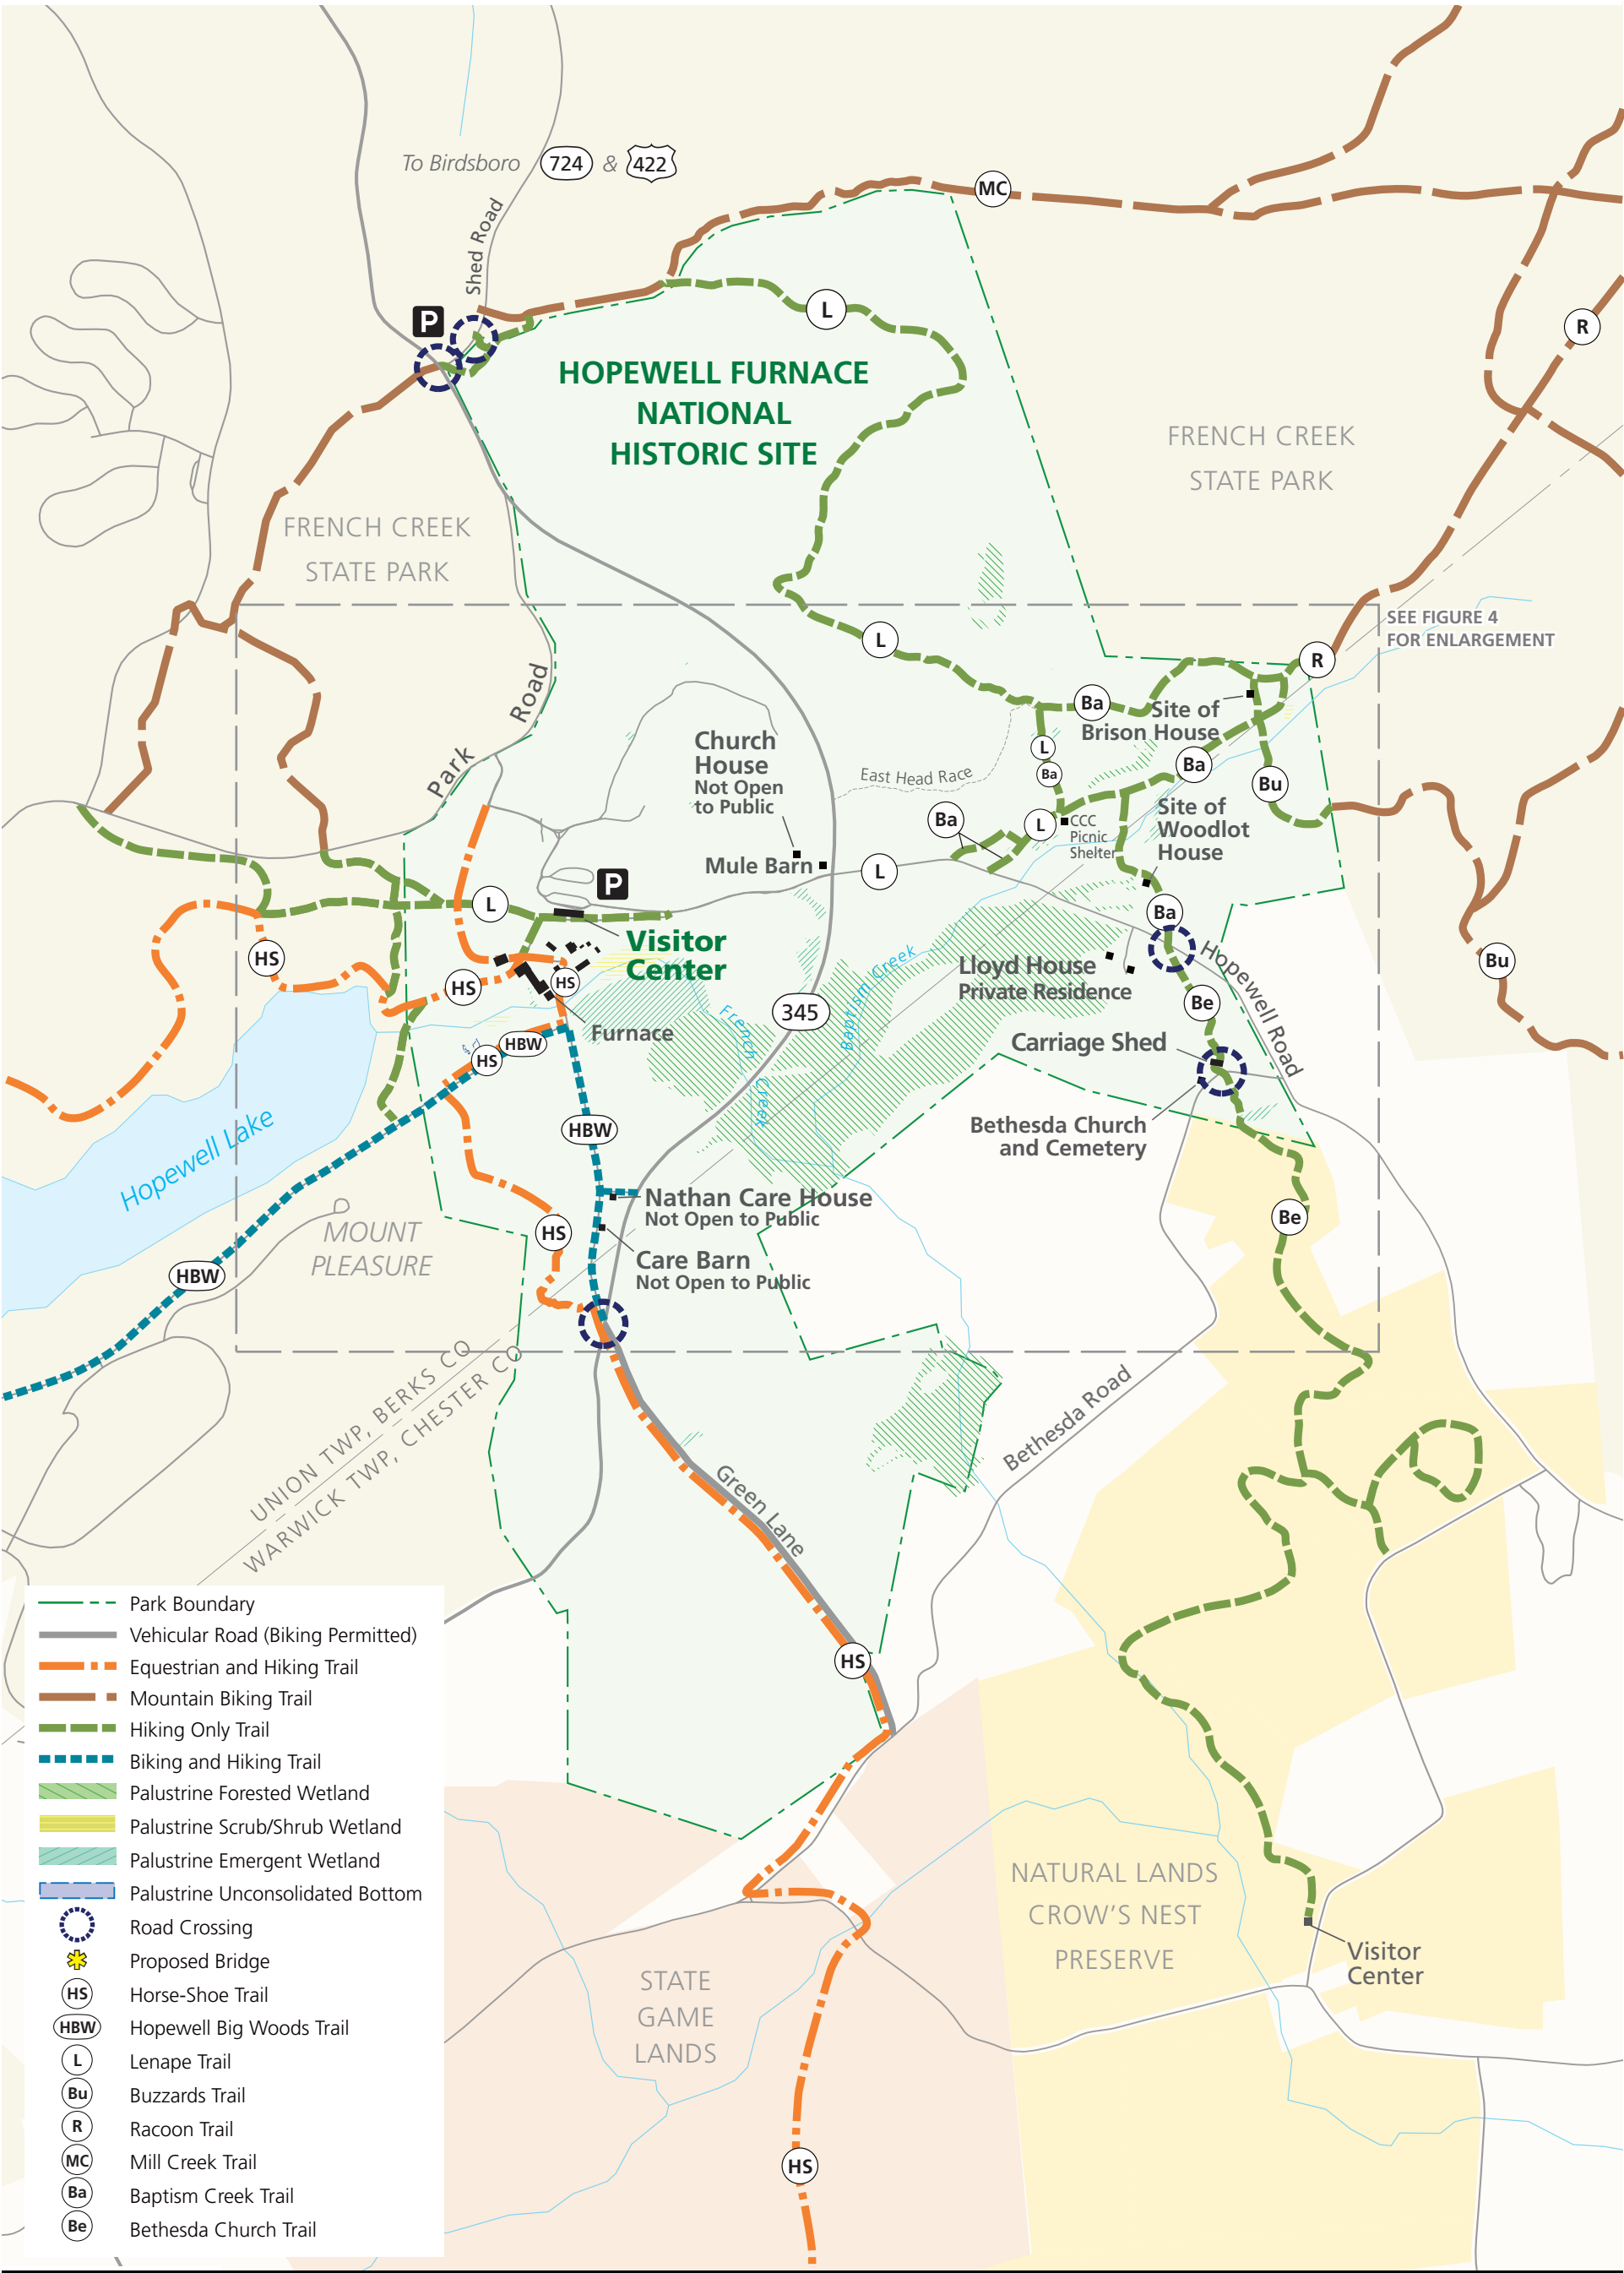 To Birdsboro 724 & 422
MC
Shed Road
P
L
R
HOPEWELL FURNACE
NATIONAL
HISTORIC SITE
FRENCH CREEK
STATE PARK
FRENCH CREEK
STATE PARK
SEE FIGURE 4
FOR ENLARGEMENT
L
R
Park Road
Ba
Site of
Brison House
Church
House
Not Open
to Public
L
Ba
Ba
East Head Race
Bu
Ba
L
CCC
Picnic
Shelter
Site of
Woodlot
House
Mule Barn
L
P
L
Ba
Visitor
Center
HS
HS
HS
Hopewell Road
Lloyd House
Private Residence
Bu
Baptism Creek
345
Be
French Creek
Furnace
HBW
HS
Carriage Shed
Hopewell Lake
HBW
Bethesda Church
and Cemetery
Nathan Care House
Not Open to Public
Be
MOUNT
PLEASURE
HS
HBW
Care Barn
Not Open to Public
UNION TWP, BERKS CO
WARWICK TWP, CHESTER CO
Bethesda Road
Green Lane
HS
NATURAL LANDS
CROW'S NEST
PRESERVE
Visitor
Center
STATE
GAME
LANDS
HS
Park Boundary
Vehicular Road (Biking Permitted)
Equestrian and Hiking Trail
Mountain Biking Trail
Hiking Only Trail
Biking and Hiking Trail
Palustrine Forested Wetland
Palustrine Scrub/Shrub Wetland
Palustrine Emergent Wetland
Palustrine Unconsolidated Bottom
Road Crossing
Proposed Bridge
HS Horse-Shoe Trail
HBW Hopewell Big Woods Trail
L Lenape Trail
Bu Buzzards Trail
R Racoon Trail
MC Mill Creek Trail
Ba Baptism Creek Trail
Be Bethesda Church Trail